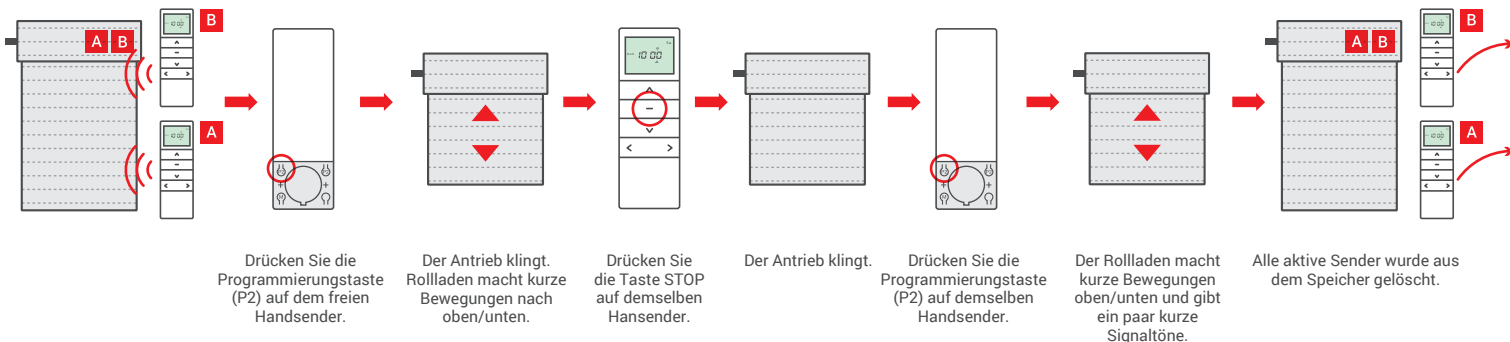 B
A B
A
A B
B
A
10:00
Drücken Sie die
Programmierungstaste
(P2) auf dem freien
Handsender.
Der Antrieb klingt.
Rollladen macht kurze
Bewegungen nach
oben/unten.
Drücken Sie
die Taste STOP
auf demselben
Hansender.
Der Antrieb klingt.
Drücken Sie die
Programmierungstaste
(P2) auf demselben
Handsender.
Der Rollladen macht
kurze Bewegungen
oben/unten und gibt
ein paar kurze
Signaltöne.
Alle aktive Sender wurde aus
dem Speicher gelöscht.